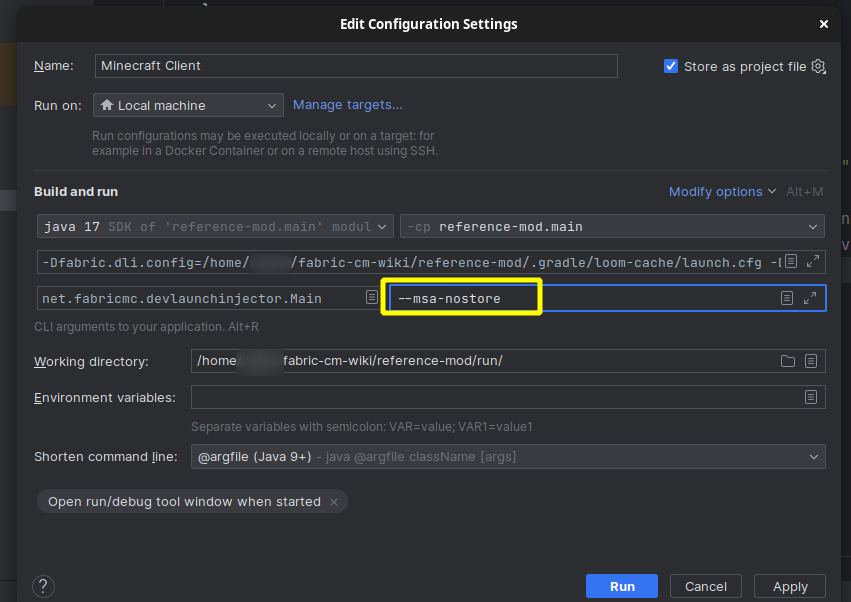 Edit Configuration Settings
Name: Minecraft Client Store as project file
Run on: Local machine Manage targets...
Run configurations may be executed locally or on a target: for
example in a Docker Container or on a remote host using SSH.
Build and run Modify options Alt+M
java 17 SDK of 'reference-mod.main' modul -cp reference-mod.main
-Dfabric.dli.config=/home/ /fabric-cm-wiki/reference-mod/.gradle/loom-cache/launch.cfg -D
net.fabricmc.devlaunchinjector.Main --msa-nostore
CLI arguments to your application. Alt+R
Working directory: /home/ fabric-cm-wiki/reference-mod/run/
Environment variables:
Separate variables with semicolon: VAR=value; VAR1=value1
Shorten command line: @argfile (Java 9+) - java @argfile className [args]
Open run/debug tool window when started ×
? Run Cancel Apply